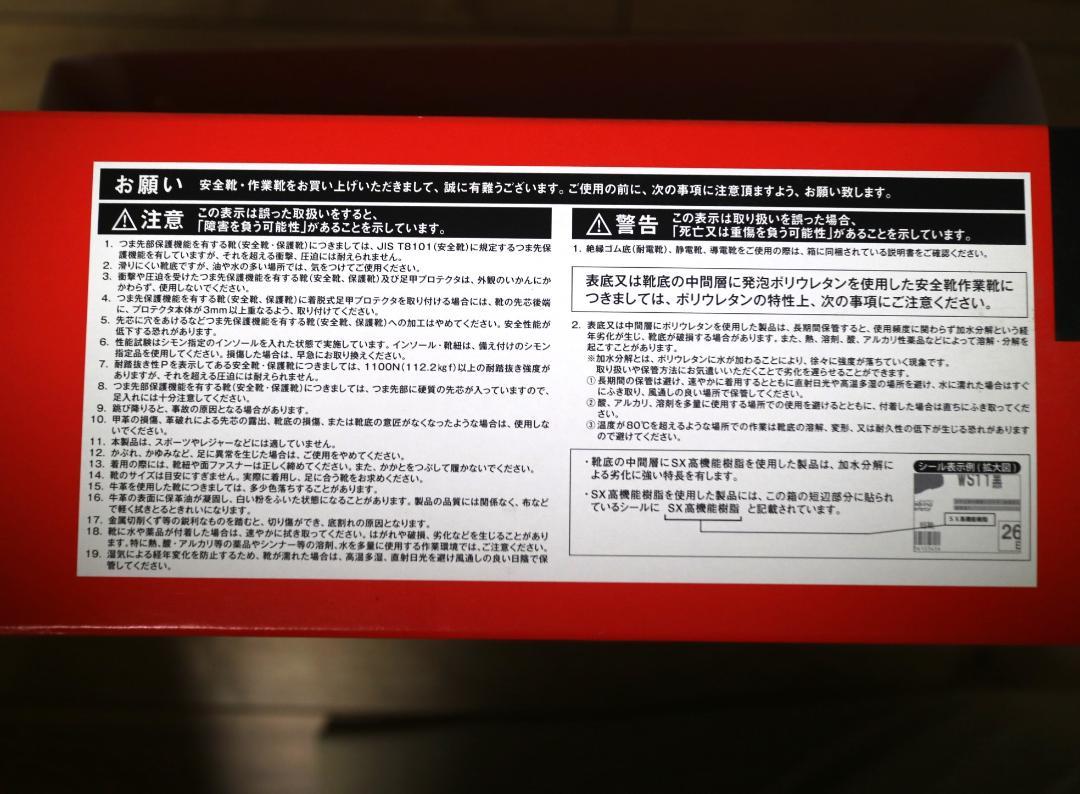 お願い 安全靴・作業靴をお買い上げいただきまして、誠に有難うございます。ご使用の前に、次の事項に注意頂ますよう、お願い致します。
注意 この表示は誤った取扱いをすると、
「障害を負う可能性」があることを示しています。
1. つま先部保護機能を有する靴(安全靴・保護靴)につきましては、JIS T8101(安全靴)に規定するつま先保
護機能を有していますが、それを超える衝撃、圧迫には耐えられません。
2. 滑りにくい靴底ですが、油や水の多い場所では、気をつけてご使用ください。
3. 衝撃や圧迫を受けたつま先保護機能を有する靴(安全靴、保護靴)及び足甲プロテクタは、外観のいかんにか
かわらず、使用しないでください。
4. つま先保護機能を有する靴(安全靴、保護靴)に着脱式足甲プロテクタを取り付ける場合には、靴の先芯後端
に、プロテクタ本体が3mm以上重なるよう、取り付けてください。
5. 先芯に穴をあけるなどつま先保護機能を有する靴(安全靴、保護靴)への加工はやめてください。安全性能が
低下する恐れがあります。
6. 性能試験はシモン指定のインソールを入れた状態で実施しています。インソール・靴紐は、備え付けのシモン
指定品を使用してください。損傷した場合は、早急にお取り換えください。
7. 耐踏抜き性Pを表示してある安全靴・保護靴につきましては、1100N(112.2kgf)以上の耐踏抜き強度が
ありますが、それを超える圧迫には耐えられません。
8. つま先部保護機能を有する靴(安全靴・保護靴)につきましては、つま先部に硬質の先芯が入っていますので、
足入れには十分注意してください。
9. 跳び降りると、事故の原因となる場合があります。
10. 甲革の損傷、革破れによる先芯の露出、靴底の損傷、または靴底の意匠がなくなったような場合は、使用しな
いでください。
11. 本製品は、スポーツやレジャーなどには適していません。
12. かぶれ、かゆみなど、足に異常を生じた場合は、ご使用をやめてください。
13. 着用の際には、靴紐や面ファスナーは正しく締めてください。また、かかとをつぶして履かないでください。
14. 靴のサイズは目安にすぎません。実際に着用し、足に合う靴をお求めください。
15. 牛革を使用した靴につきましては、多少色落ちすることがあります。
16. 牛革の表面に保革油が凝固し、白い粉をふいた状態になることがあります。製品の品質には関係なく、布など
で軽く拭きとるときれいになります。
17. 金属切削くず等の鋭利なものを踏むと、切り傷ができ、底割れの原因となります。
18. 靴に水や薬品が付着した場合は、速やかに拭き取ってください。はがれや破損、劣化などを生じることがあり
ます。特に熱、酸・アルカリ等の薬品やシンナー等の溶剤、水を多量に使用する作業環境では、ご注意ください。
19. 湿気による経年変化を防止するため、靴が濡れた場合は、高温多湿、直射日光を避け風通しの良い日陰で保
管してください。
警告 この表示は取り扱いを誤った場合、
「死亡又は重傷を負う可能性」があることを示しています。
1. 絶縁ゴム底(耐電靴)、静電靴、導電靴をご使用の際は、箱に同梱されている説明書をご確認ください。
表底又は靴底の中間層に発泡ポリウレタンを使用した安全靴作業靴に
つきましては、ポリウレタンの特性上、次の事項にご注意ください。
2. 表底又は中間層にポリウレタンを使用した製品は、長期間保管すると、使用頻度に関わらず加水分解という経
年劣化が生じ、靴底が破損する場合があります。また、熱、溶剤、酸、アルカリ性薬品などによって溶解・分解を
起こすことがあります。
※加水分解とは、ポリウレタンに水が加わることにより、徐々に強度が落ちていく現象です。
取り扱いや保管方法にお気遣いいただくことで劣化を遅らせることができます。
①長期間の保管は避け、速やかに着用するとともに直射日光や高温多湿の場所を避け、水に濡れた場合はすぐ
にふき取り、風通しの良い場所で保管してください。
②酸、アルカリ、溶剤を多量に使用する場所での使用を避けるとともに、付着した場合は直ちにふき取ってくだ
さい。
③温度が80℃を超えるような場所での作業は靴底の溶解、変形、又は耐久性の低下が生じる恐れがあります
ので避けてください。
・靴底の中間層にSX高機能樹脂を使用した製品は、加水分解に
よる劣化に強い特長を有します。
・SX高機能樹脂を使用した製品には、この箱の短辺部分に貼られ
ているシールに SX高機能樹脂 と記載されています。
シール表示例(拡大図)
WS11黒
SX高機能樹脂
26